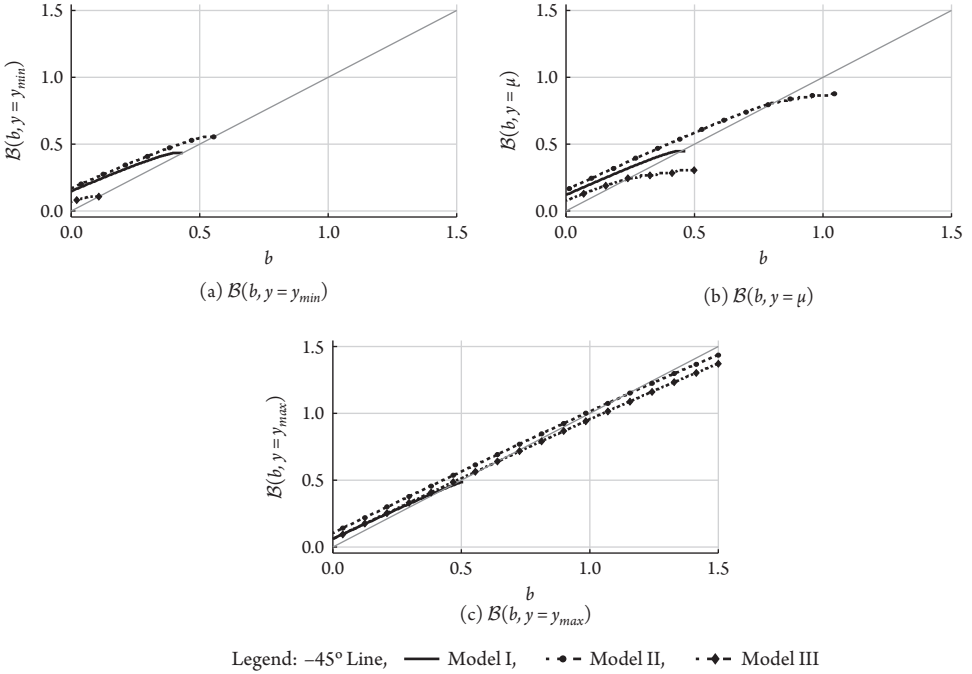 1.5
1.0
0.5
0.0
0.0 0.5 1.0 1.5
b
ℬ(b, y = y_min)
(a) ℬ(b, y = y_min)
1.5
1.0
0.5
0.0
0.0 0.5 1.0 1.5
b
ℬ(b, y = μ)
(b) ℬ(b, y = μ)
1.5
1.0
0.5
0.0
0.0 0.5 1.0 1.5
b
ℬ(b, y = y_max)
(c) ℬ(b, y = y_max)
Legend: –45° Line, Model I, Model II, Model III